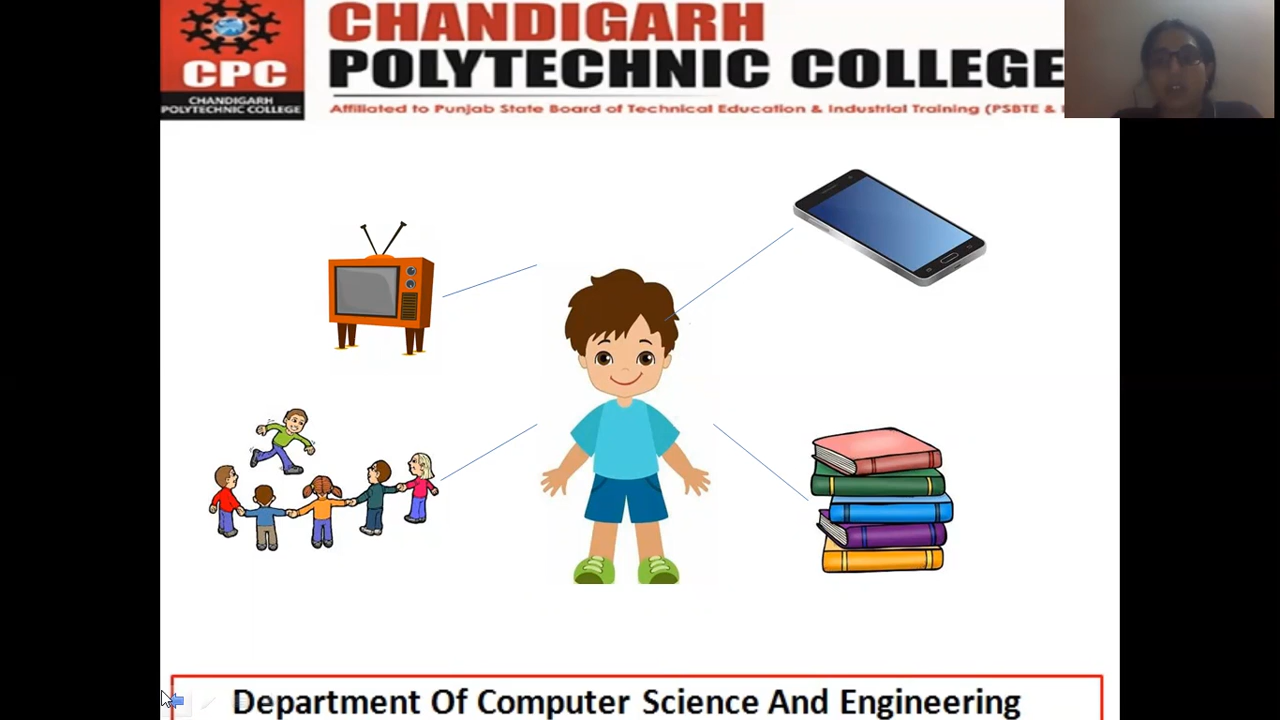 CHANDIGARH
CPC
POLYTECHNIC COLLEGE
CHANDIGARH
POLYTECHNIC COLLEGE
Affiliated to Punjab State Board of Technical Education & Industrial Training (PSBTE &
Department Of Computer Science And Engineering